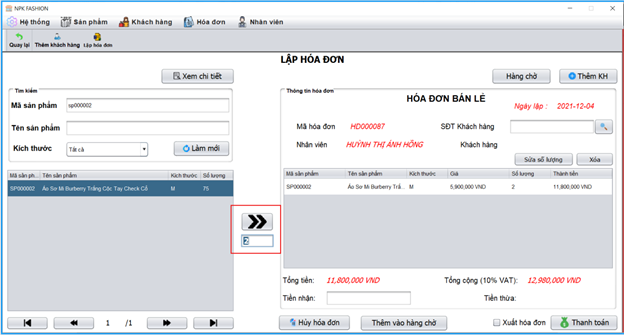 NPK FASHION
Hệ thống Sản phẩm Khách hàng Hóa đơn Nhân viên
Quay lại Thêm khách hàng Lập hóa đơn
LẬP HÓA ĐƠN
Xem chi tiết
Hàng chờ Thêm KH
Tìm kiếm
Mã sản phẩm sp000002
Tên sản phẩm
Kích thước Tất cả Làm mới
Thông tin hóa đơn
HÓA ĐƠN BÁN LẺ
Ngày lập : 2021-12-04
Mã hóa đơn HD000087 SĐT Khách hàng
Nhân viên HUỲNH THỊ ÁNH HỒNG Khách hàng
Sửa số lượng Xóa
Mã sản ph... Tên sản phẩm Kích thước Số lượng
SP000002 Áo Sơ Mi Burberry Trắng Cộc Tay Check Cổ M 75
2
Mã sản phẩm Tên sản phẩm Kích thước Giá Số lượng Thành tiền
SP000002 Áo Sơ Mi Burberry Trắ... M 5,900,000 VND 2 11,800,000 VND
Tổng tiền: 11,800,000 VND Tổng cộng (10% VAT): 12,980,000 VND
Tiền nhận: Tiền thừa:
1 /1
Hủy hóa đơn Thêm vào hàng chờ Xuất hóa đơn Thanh toán